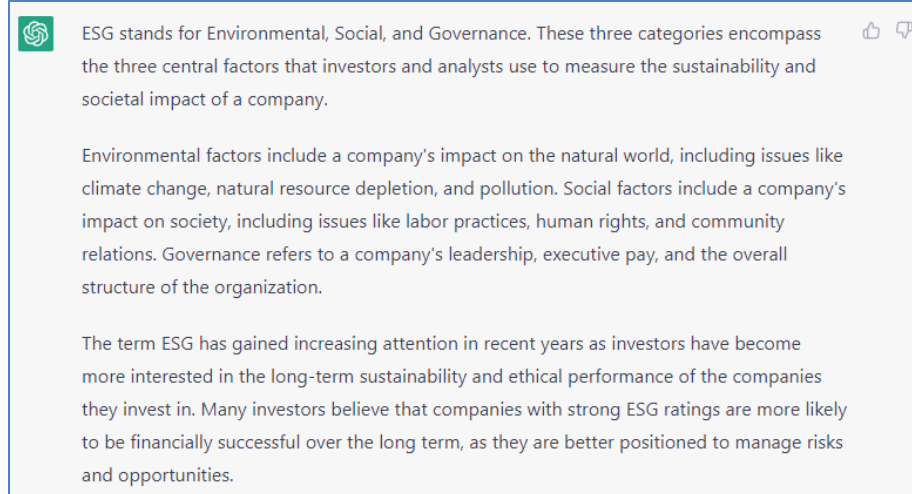 ESG stands for Environmental, Social, and Governance. These three categories encompass
the three central factors that investors and analysts use to measure the sustainability and
societal impact of a company.
Environmental factors include a company's impact on the natural world, including issues like
climate change, natural resource depletion, and pollution. Social factors include a company's
impact on society, including issues like labor practices, human rights, and community
relations. Governance refers to a company's leadership, executive pay, and the overall
structure of the organization.
The term ESG has gained increasing attention in recent years as investors have become
more interested in the long-term sustainability and ethical performance of the companies
they invest in. Many investors believe that companies with strong ESG ratings are more likely
to be financially successful over the long term, as they are better positioned to manage risks
and opportunities.